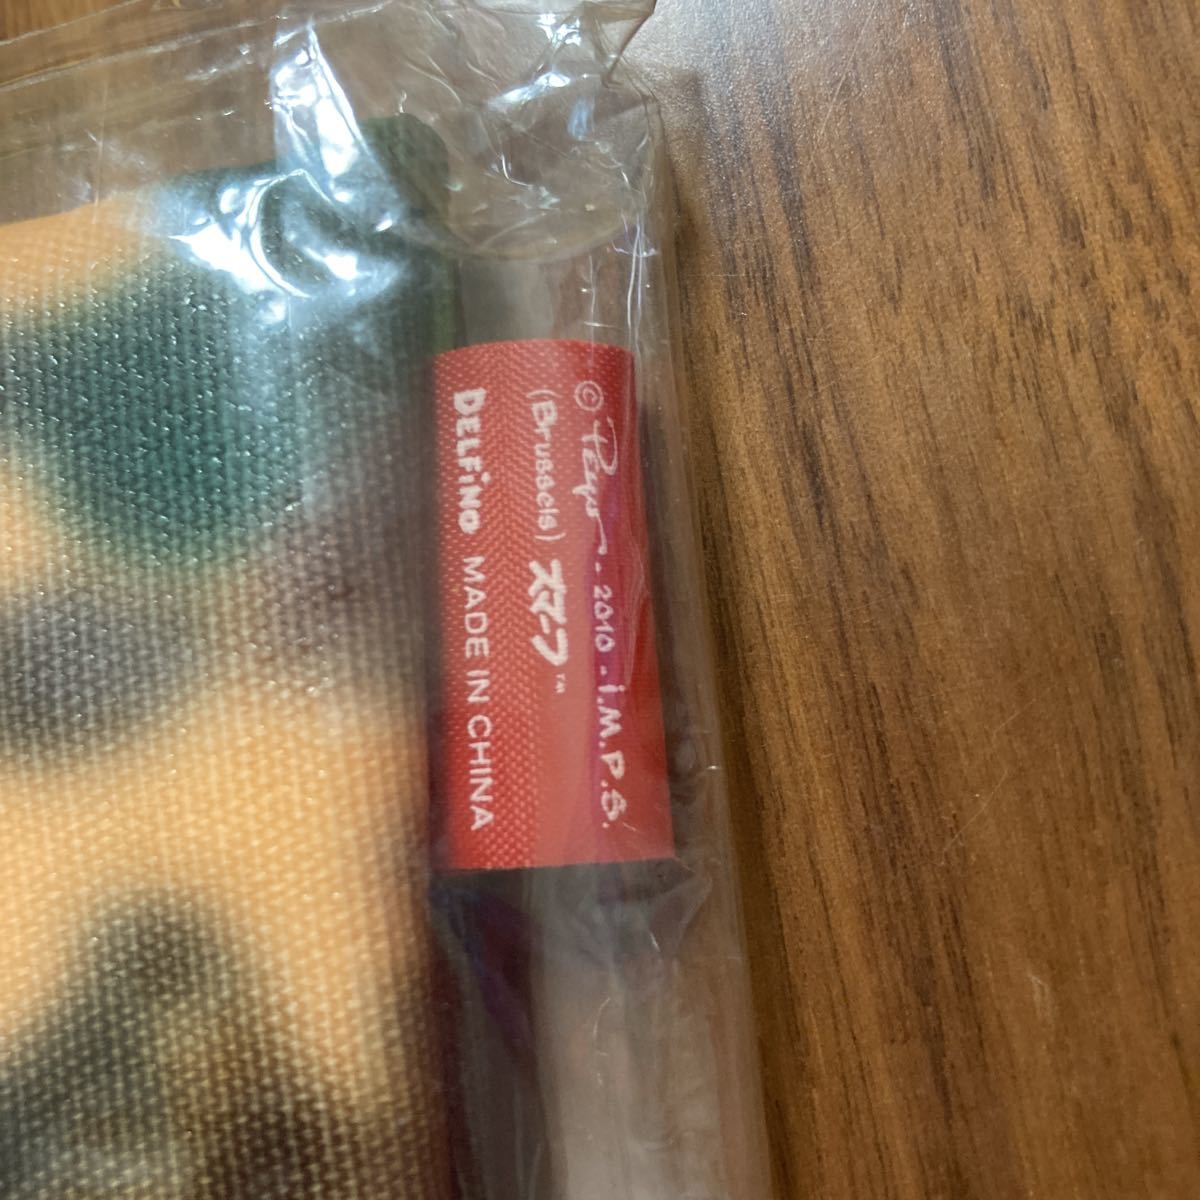 © Peyo - 2010 - I.M.P.S.
(Brussels) スマーフ™
DELFiNO MADE IN CHINA